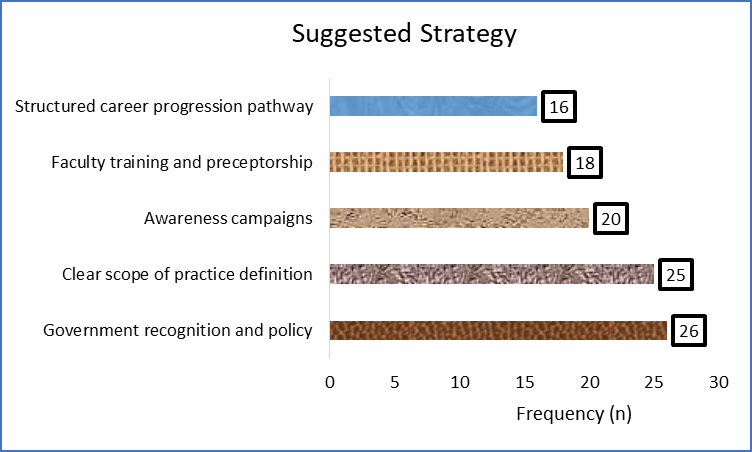 Suggested Strategy
Structured career progression pathway 16
Faculty training and preceptorship 18
Awareness campaigns 20
Clear scope of practice definition 25
Government recognition and policy 26
0 5 10 15 20 25 30
Frequency (n)